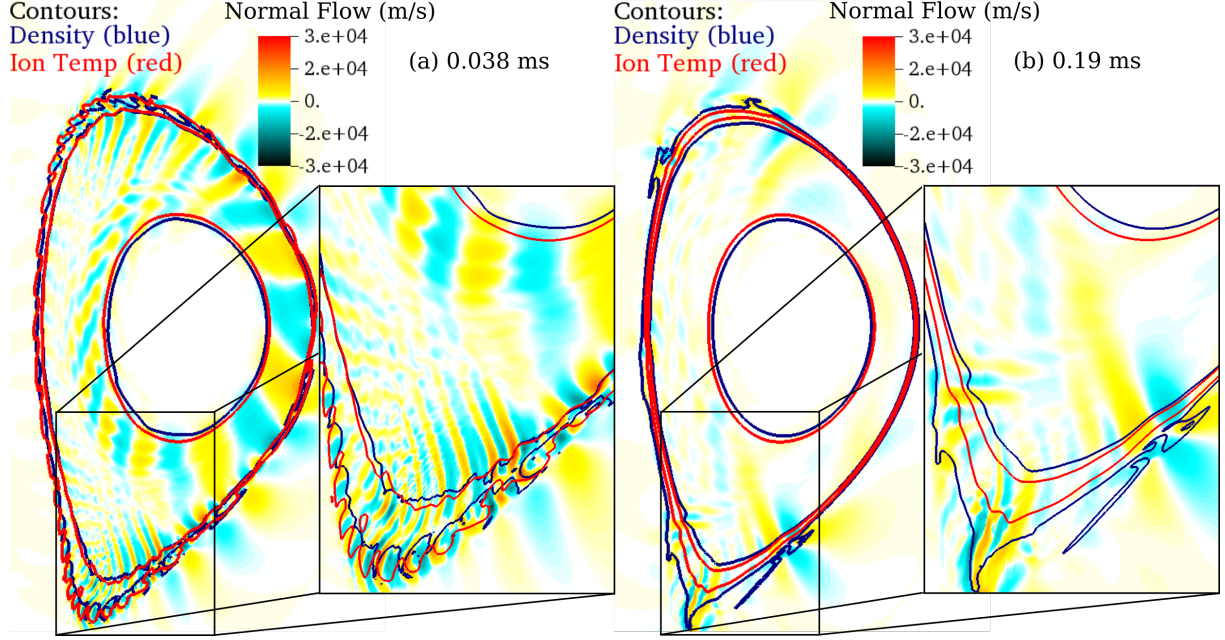 Contours:
Density (blue)
Ion Temp (red)
Normal Flow (m/s)
3.e+04
2.e+04
0.
-2.e+04
-3.e+04
(a) 0.038 ms
Contours:
Density (blue)
Ion Temp (red)
Normal Flow (m/s)
3.e+04
2.e+04
0.
-2.e+04
-3.e+04
(b) 0.19 ms